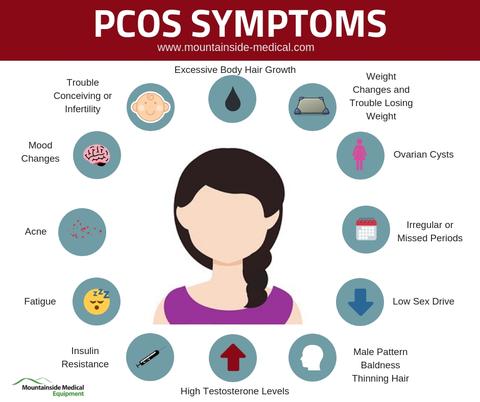 PCOS SYMPTOMS
www.mountainside-medical.com
Excessive Body Hair Growth
Trouble
Conceiving or
Infertility
Weight
Changes and
Trouble Losing
Weight
Mood
Changes
Ovarian Cysts
Acne
Irregular or
Missed Periods
Fatigue
zZZ
Low Sex Drive
Insulin
Resistance
Male Pattern
Baldness
Thinning Hair
High Testosterone Levels
Mountainside Medical
Equipment